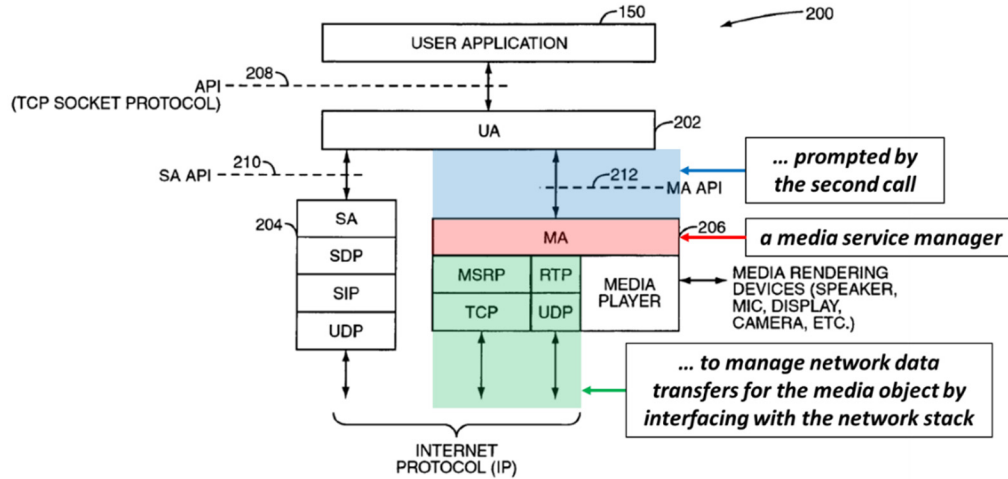 150
200
USER APPLICATION
208
API
(TCP SOCKET PROTOCOL)
UA
202
210
SA API
212
MA API
… prompted by
the second call
204
SA
SDP
SIP
UDP
MA
206
a media service manager
MSRP
RTP
TCP
UDP
MEDIA
PLAYER
MEDIA RENDERING
DEVICES (SPEAKER,
MIC, DISPLAY,
CAMERA, ETC.)
… to manage network data
transfers for the media object by
interfacing with the network stack
INTERNET
PROTOCOL (IP)